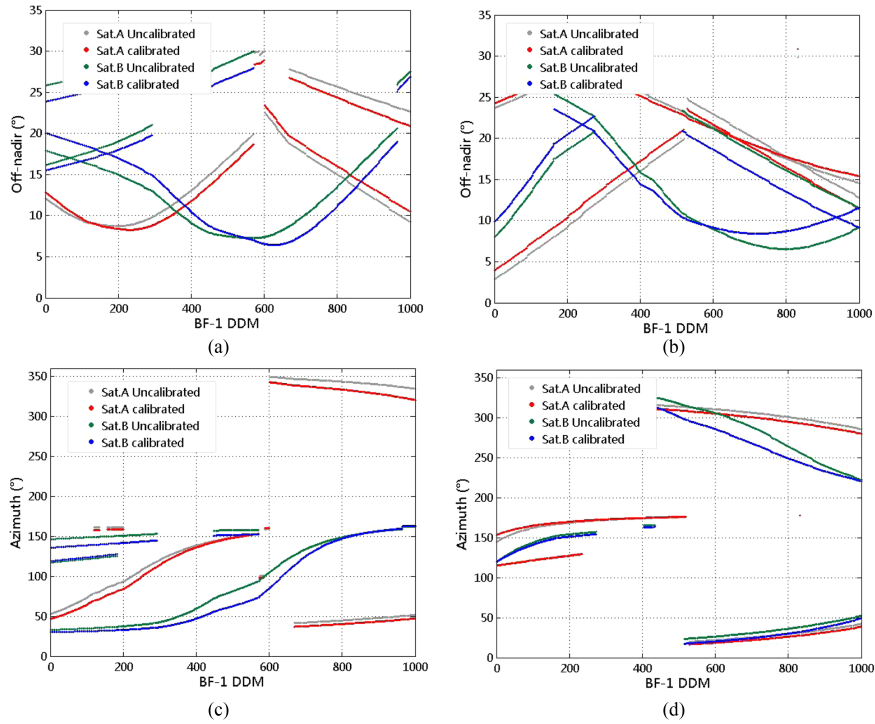 35
30
25
20
15
10
5
0
Off-nadir (°)
Sat.A Uncalibrated
Sat.A calibrated
Sat.B Uncalibrated
Sat.B calibrated
0 200 400 600 800 1000
BF-1 DDM
(a)
35
30
25
20
15
10
5
0
Off-nadir (°)
Sat.A Uncalibrated
Sat.A calibrated
Sat.B Uncalibrated
Sat.B calibrated
0 200 400 600 800 1000
BF-1 DDM
(b)
350
300
250
200
150
100
50
0
Azimuth (°)
Sat.A Uncalibrated
Sat.A calibrated
Sat.B Uncalibrated
Sat.B calibrated
0 200 400 600 800 1000
BF-1 DDM
(c)
350
300
250
200
150
100
50
0
Azimuth (°)
Sat.A Uncalibrated
Sat.A calibrated
Sat.B Uncalibrated
Sat.B calibrated
0 200 400 600 800 1000
BF-1 DDM
(d)